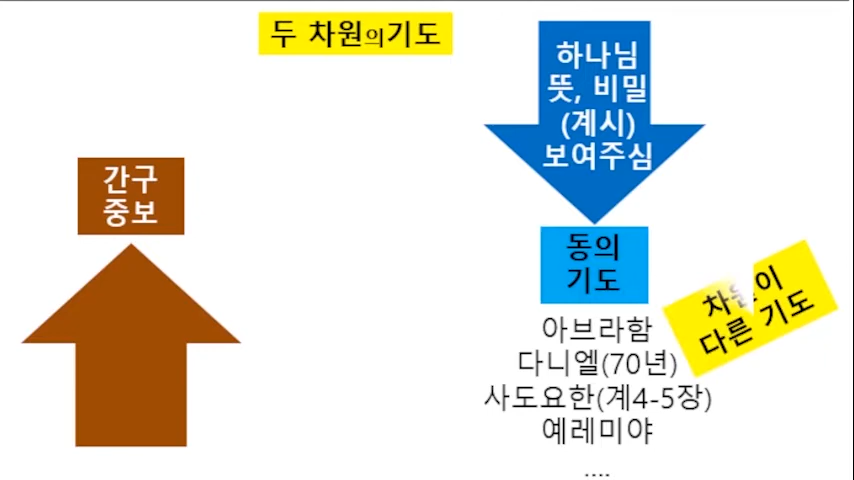 두 차원의기도
하나님
뜻, 비밀
(계시)
보여주심
간구
중보
동의
기도
차원이
다른 기도
아브라함
다니엘(70년)
사도요한(계4-5장)
예레미야
....